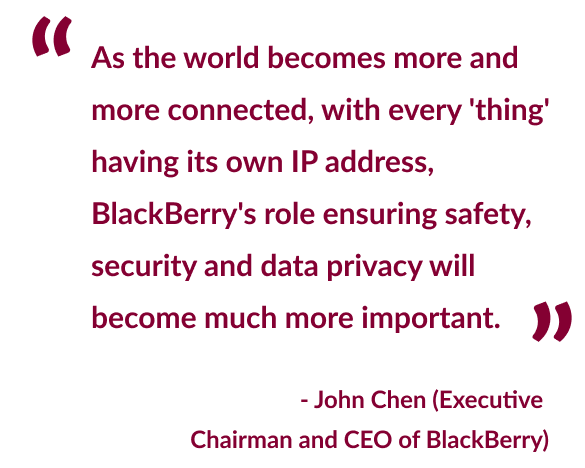 “
As the world becomes more and
more connected, with every 'thing'
having its own IP address,
BlackBerry's role ensuring safety,
security and data privacy will
become much more important. ”
- John Chen (Executive
Chairman and CEO of BlackBerry)